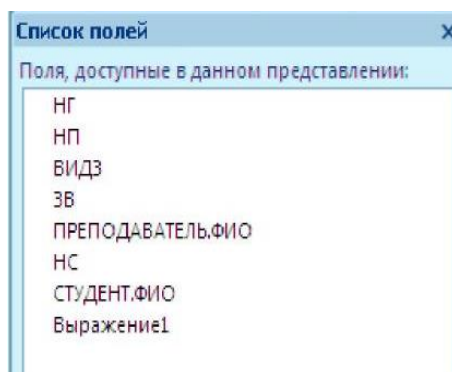 Список полей
Поля, доступные в данном представлении:
НГ
НП
ВИДЗ
ЗВ
ПРЕПОДАВАТЕЛЬ.ФИО
НС
СТУДЕНТ.ФИО
Выражение1